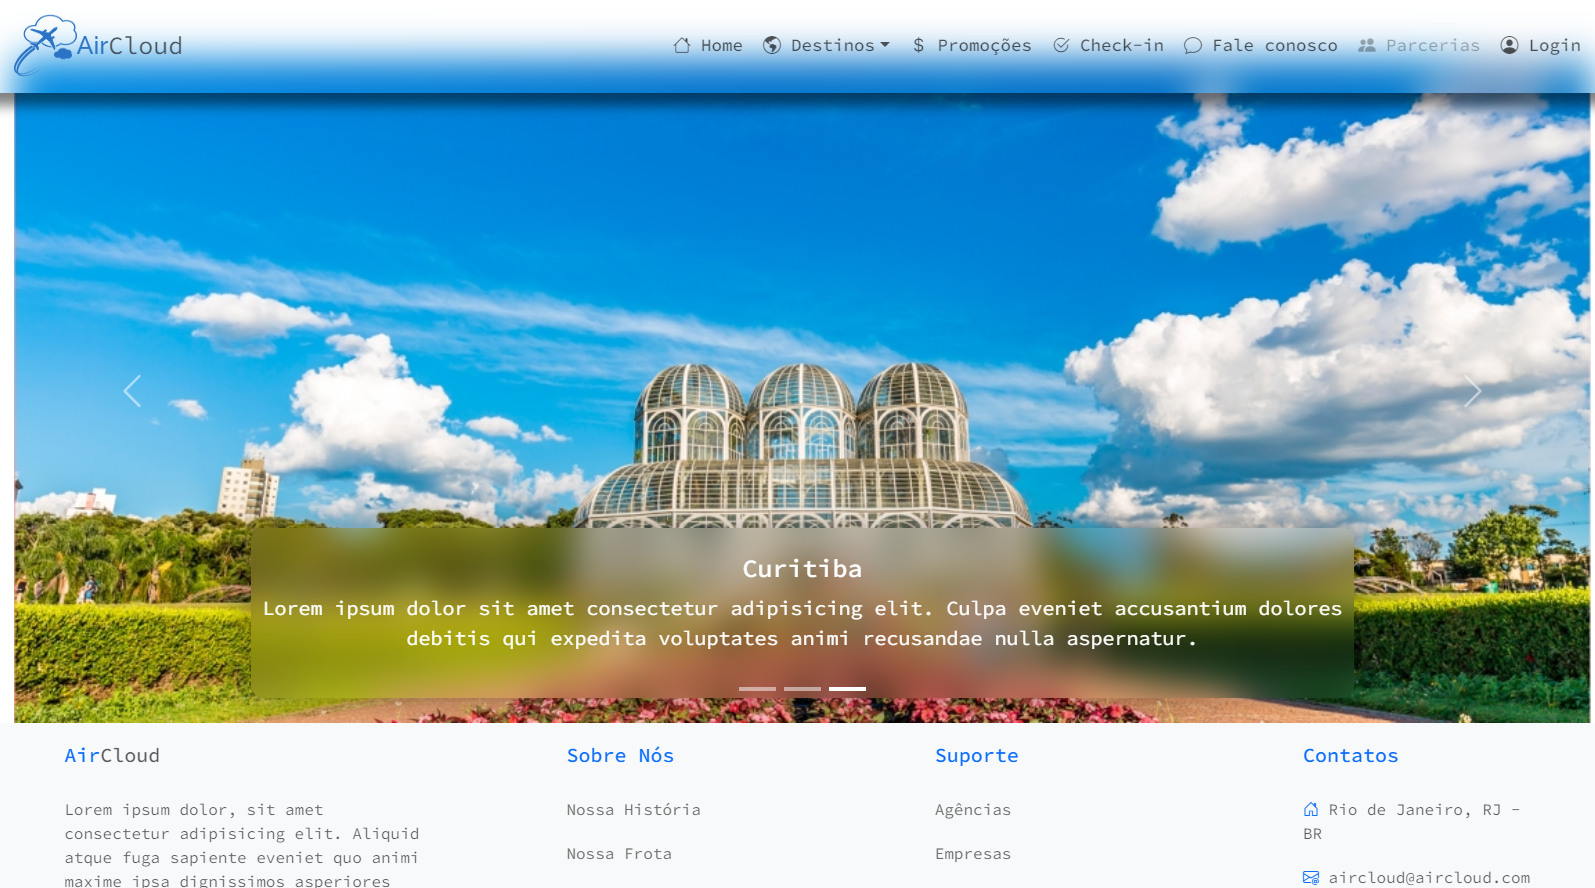 AirCloud
Home Destinos $ Promoções Check-in Fale conosco Parcerias Login
Curitiba
Lorem ipsum dolor sit amet consectetur adipisicing elit. Culpa eveniet accusantium dolores
debitis qui expedita voluptates animi recusandae nulla aspernatur.
AirCloud
Lorem ipsum dolor, sit amet
consectetur adipisicing elit. Aliquid
atque fuga sapiente eveniet quo animi
maxime ipsa dignissimos asperiores
Sobre Nós
Nossa História
Nossa Frota
Suporte
Agências
Empresas
Contatos
Rio de Janeiro, RJ -
BR
aircloud@aircloud.com